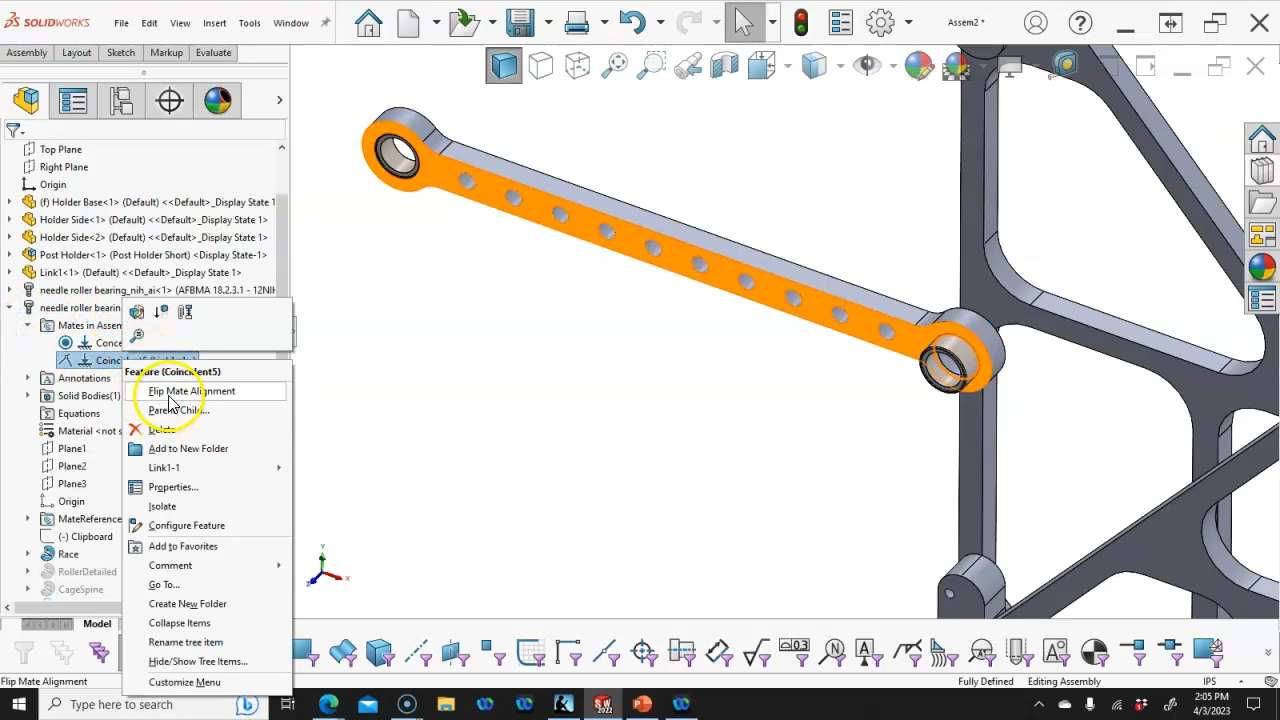 SOLIDWORKS File Edit View Insert Tools Window Assem2 *
Assembly Layout Sketch Markup Evaluate
Top Plane
Right Plane
Origin
(f) Holder Base<1> (Default) <<Default>_Display State 1
Holder Side<1> (Default) <<Default>_Display State 1
Holder Side<2> (Default) <<Default>_Display State 1
Post Holder Short<1> (Post Holder Short) <Display State-1
Link1<1> (Default) <<Default>_Display State 1>
needle roller bearing_nih_ai<1> (AFBMA 18.2.3.1 - 12NIH
needle roller bearin
Mates in Assem
Conce
Coincident5
Feature (Coincident5)
Flip Mate Alignment
Annotations
Parent/Child...
Solid Bodies(1)
Delete
Equations
Material <not s
Add to New Folder
Plane1
Link1-1
Plane2
Properties...
Plane3
Isolate
Origin
MateReference
Configure Feature
(-) Clipboard
Add to Favorites
Race
Comment
RollerDetailed
Go To...
CageSpine
Create New Folder
Collapse Items
Model
Rename tree item
Hide/Show Tree Items...
Customize Menu
Y
X
Z
0.3
Flip Mate Alignment Fully Defined Editing Assembly IPS
Type here to search
SW
2022
2:05 PM
4/3/2023